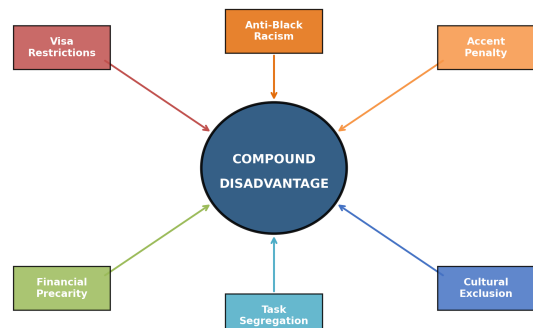 Anti-Black
Racism
Visa
Restrictions
Accent
Penalty
COMPOUND
DISADVANTAGE
Financial
Precarity
Cultural
Exclusion
Task
Segregation